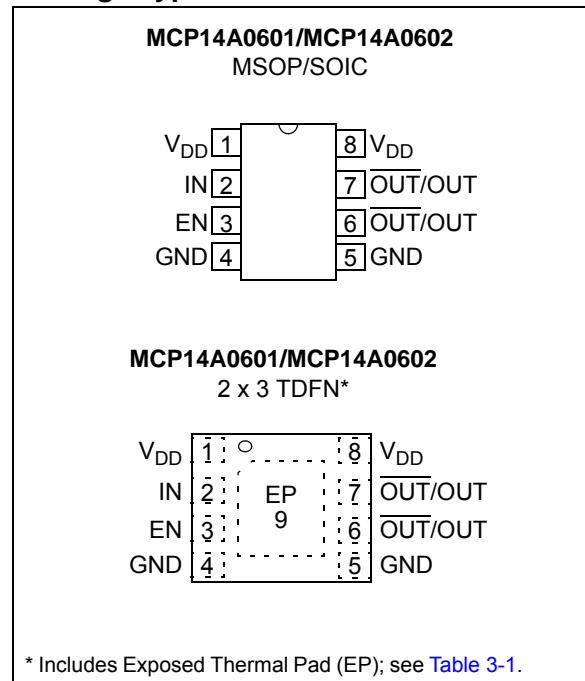 MCP14A0601/MCP14A0602
MSOP/SOIC
VDD 1 8 VDD
IN 2 7 OUT/OUT
EN 3 6 OUT/OUT
GND 4 5 GND
MCP14A0601/MCP14A0602
2 x 3 TDFN*
VDD 1 8 VDD
IN 2 EP 7 OUT/OUT
EN 3 9 6 OUT/OUT
GND 4 5 GND
* Includes Exposed Thermal Pad (EP); see Table 3-1.